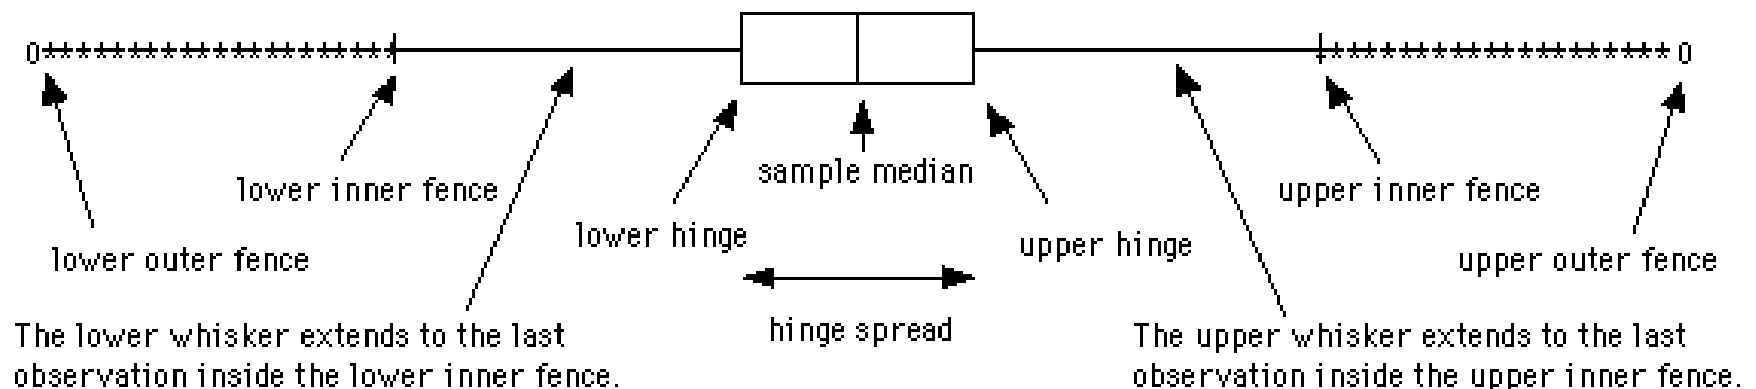 sample median
lower inner fence
upper inner fence
lower hinge
upper hinge
lower outer fence
upper outer fence
hinge spread
The lower whisker extends to the last
observation inside the lower inner fence.
The upper whisker extends to the last
observation inside the upper inner fence.